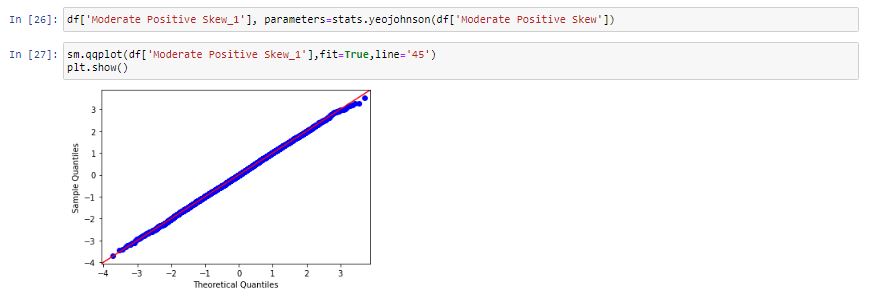 In [26]: df['Moderate Positive Skew_1'], parameters=stats.yeojohnson(df['Moderate Positive Skew'])
In [27]: sm.qqplot(df['Moderate Positive Skew_1'],fit=True,line='45')
plt.show()
3
2
1
0
−1
−2
−3
−4
Sample Quantiles
−4 −3 −2 −1 0 1 2 3
Theoretical Quantiles